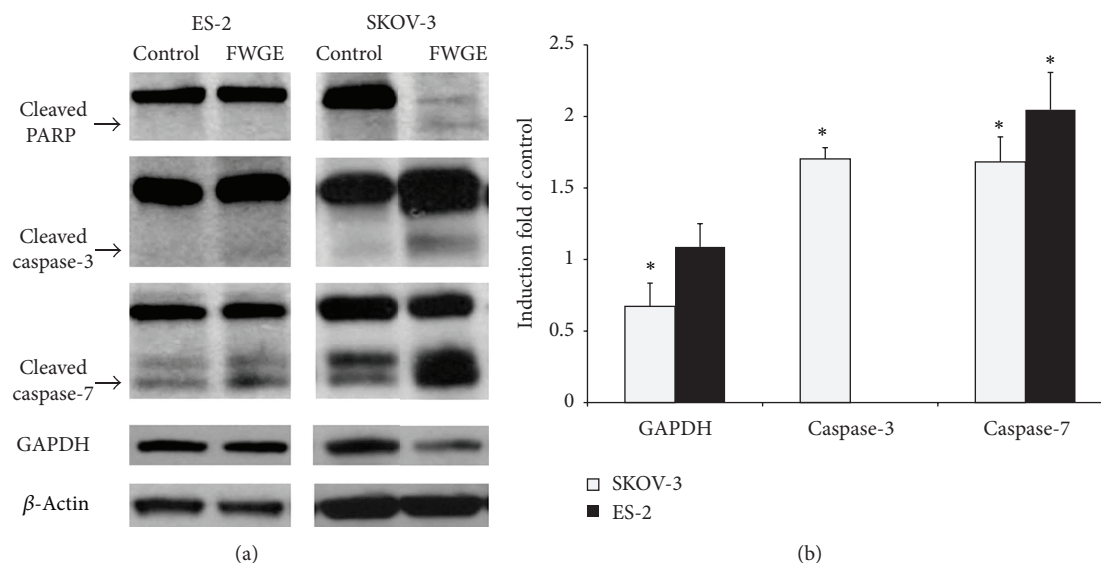 ES-2 SKOV-3
Control FWGE Control FWGE
Cleaved
PARP
Cleaved
caspase-3
Cleaved
caspase-7
GAPDH
β-Actin
(a)
2.5
2
1.5
1
0.5
0
Induction fold of control
*
*
*
*
GAPDH Caspase-3 Caspase-7
SKOV-3
ES-2
(b)